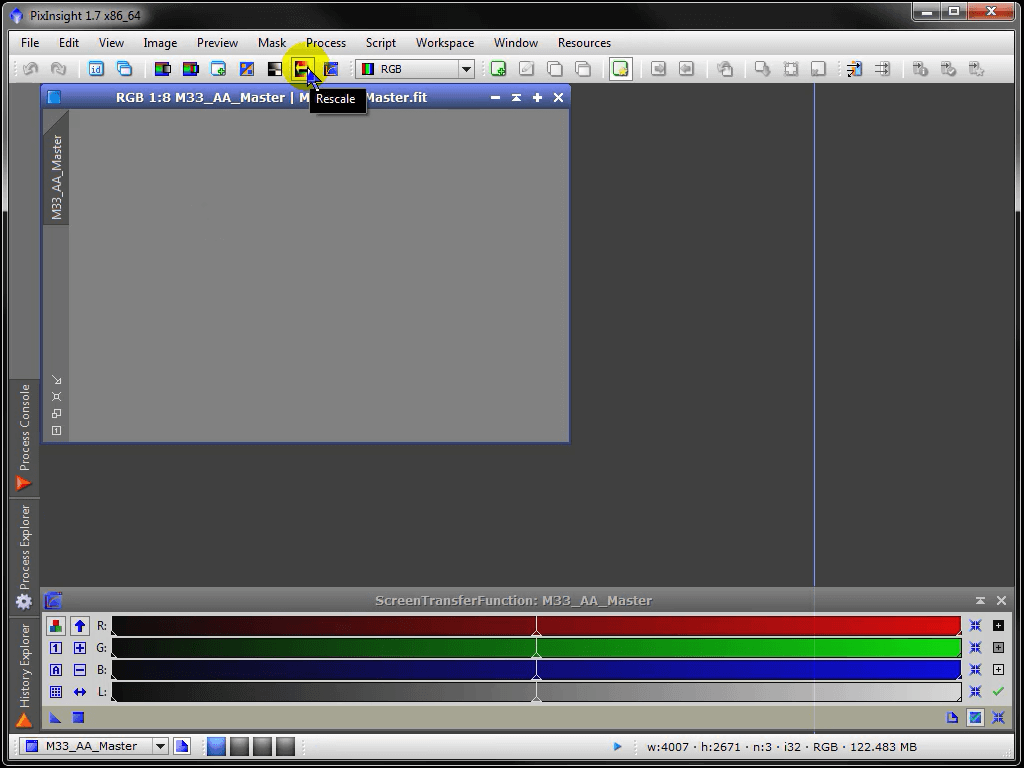 PixInsight 1.7 x86_64
File Edit View Image Preview Mask Process Script Workspace Window Resources
id
RGB
Rescale
RGB 1:8 M33_AA_Master | M Master.fit
M33_AA_Master
Process Console
Process Explorer
History Explorer
ScreenTransferFunction: M33_AA_Master
R:
1 G:
A B:
L:
M33_AA_Master
w:4007 · h:2671 · n:3 · i32 · RGB · 122.483 MB